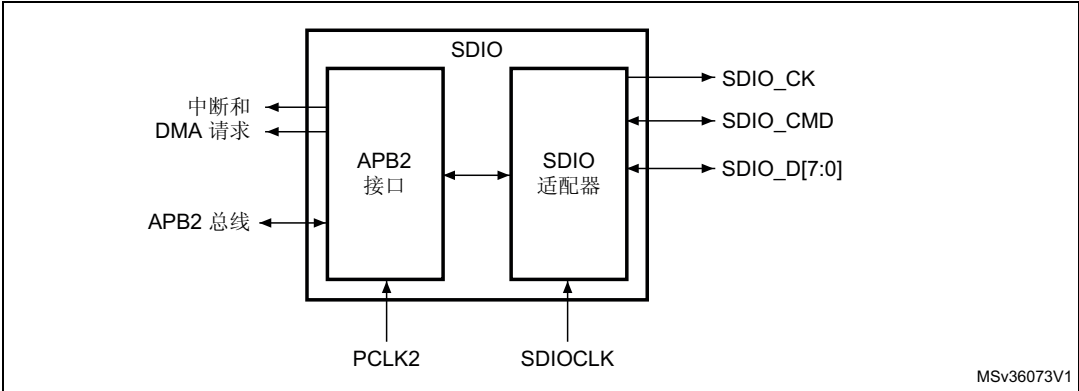 SDIO
SDIO_CK
中断和
DMA 请求
SDIO_CMD
APB2
接口
SDIO
适配器
SDIO_D[7:0]
APB2 总线
PCLK2
SDIOCLK
MSv36073V1